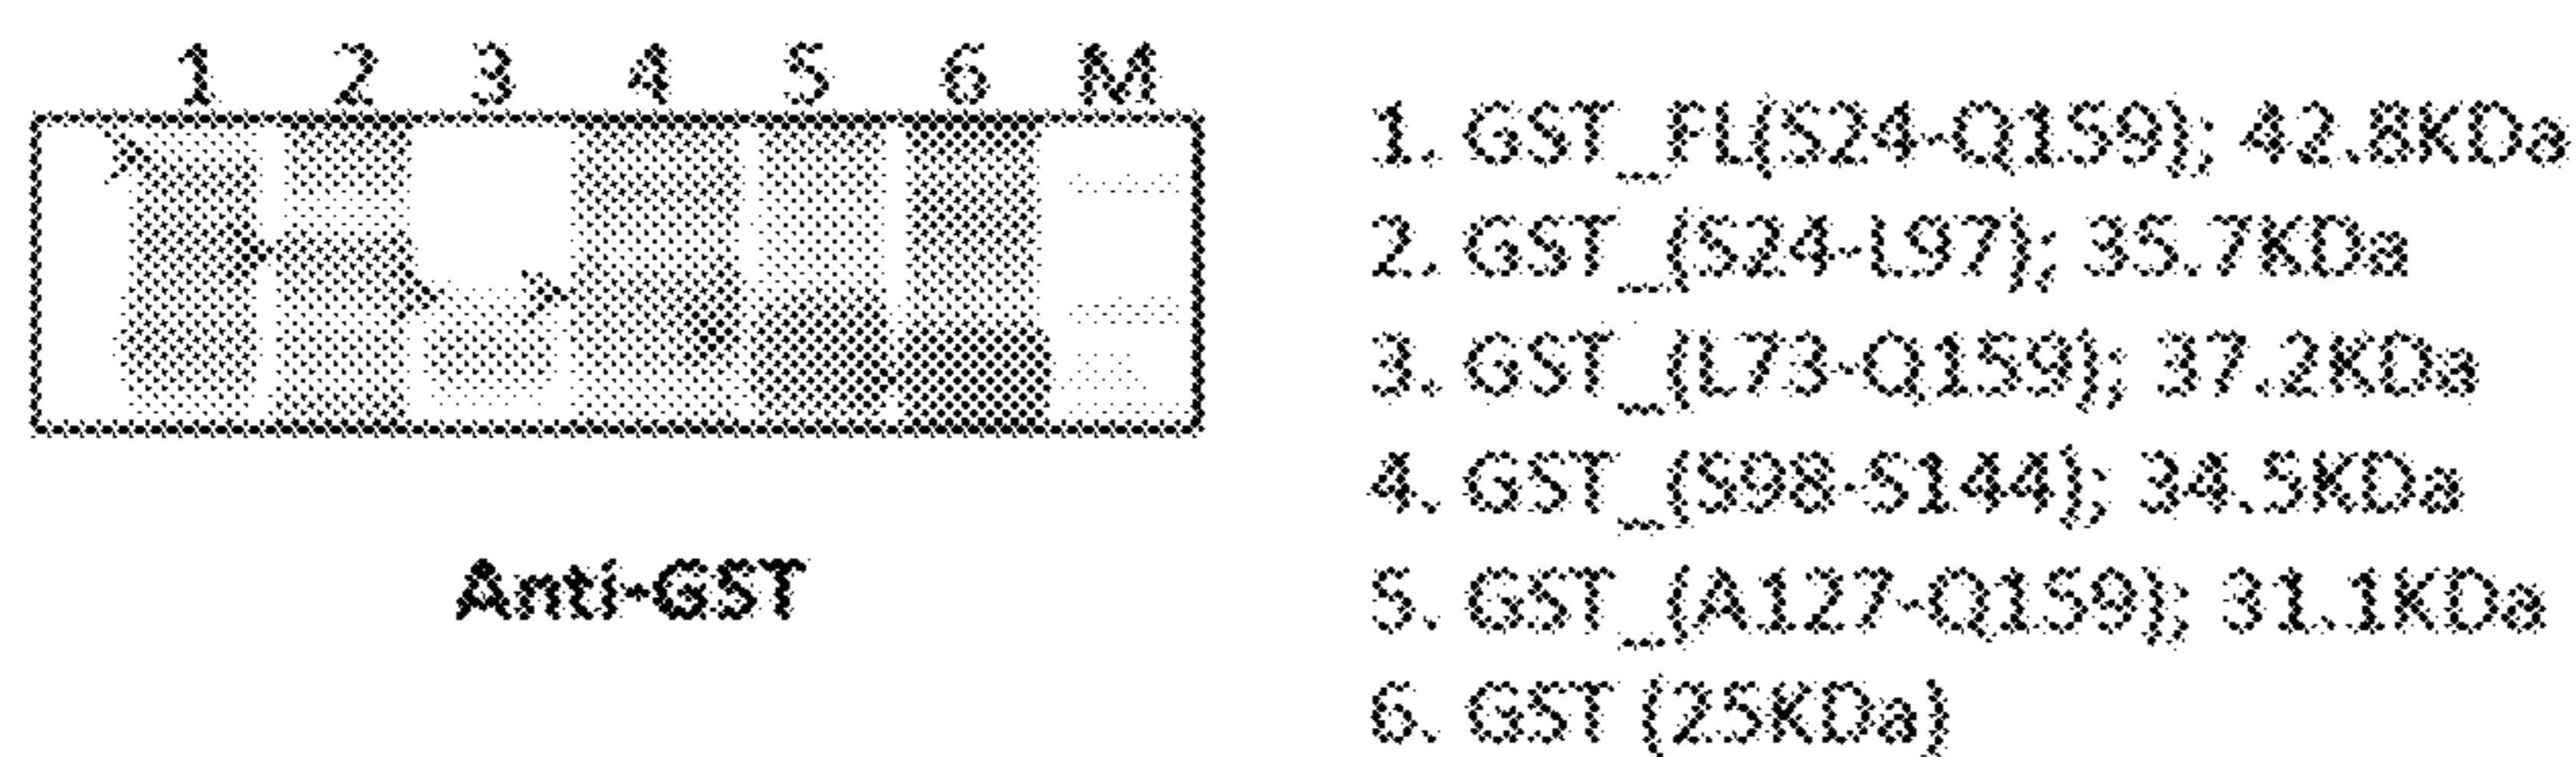 1 2 3 4 5 6 M
Anti-GST
1. GST_FL(S24-Q159); 42.8KDa
2. GST_(S24-L97); 35.7KDa
3. GST_(L73-Q159); 37.2KDa
4. GST_(S98-S144); 34.5KDa
5. GST_(A127-Q159); 31.1KDa
6. GST (25KDa)